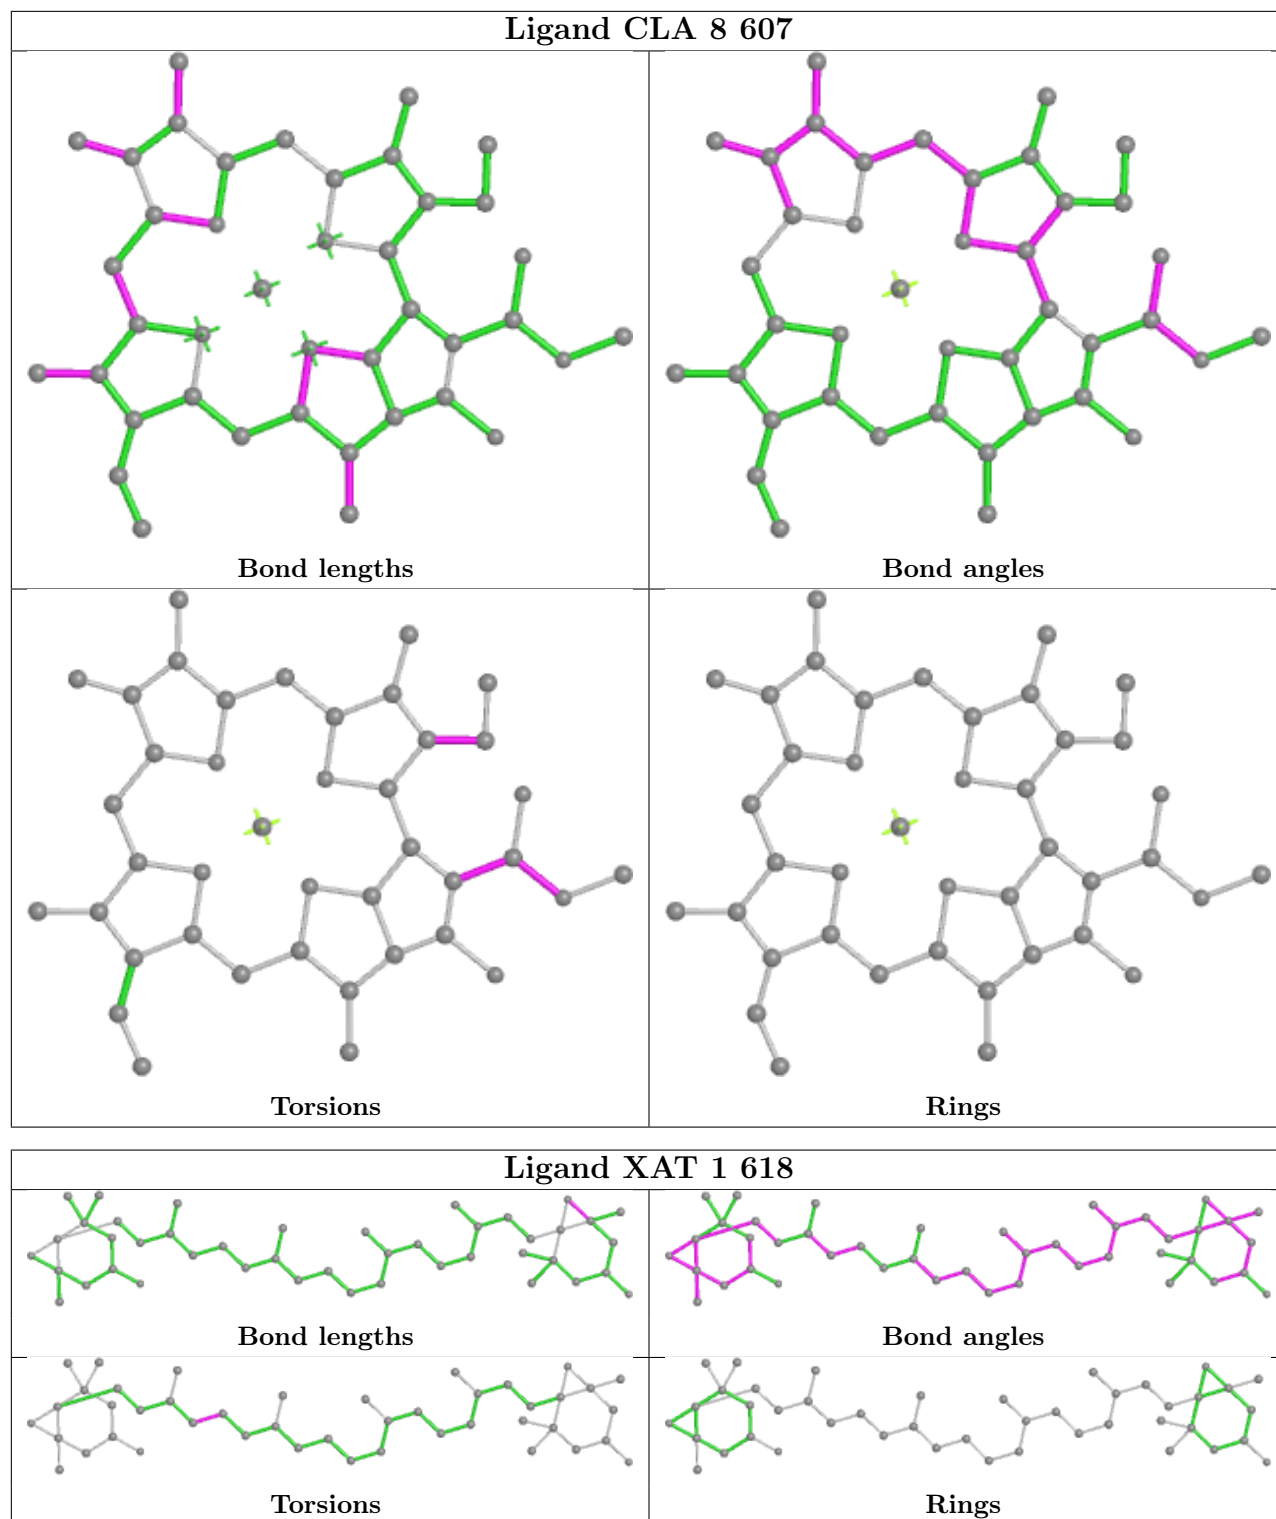 Ligand CLA 8 607
Bond lengths
Bond angles
Torsions
Rings
Ligand XAT 1 618
Bond lengths
Bond angles
Torsions
Rings